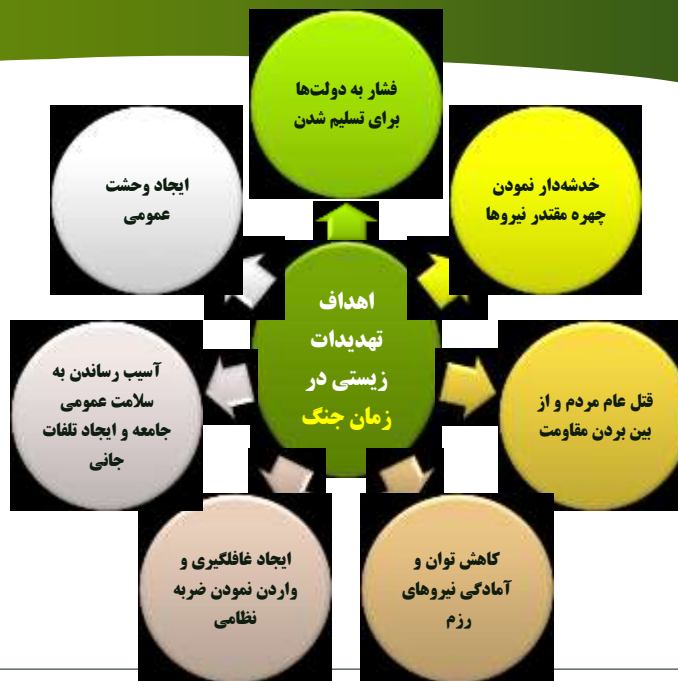 اهداف
تهدیدات
زیستی در
زمان جنگ
فشار به دولت‌ها
برای تسلیم شدن
خدشه‌دار نمودن
چهره مقتدر نیروها
قتل عام مردم و از
بین بردن مقاومت
کاهش توان و
آمادگی نیروهای
رزم
ایجاد غافلگیری و
واردن نمودن ضربه
نظامی
آسیب رساندن به
سلامت عمومی
جامعه و ایجاد تلفات
جانی
ایجاد وحشت
عمومی